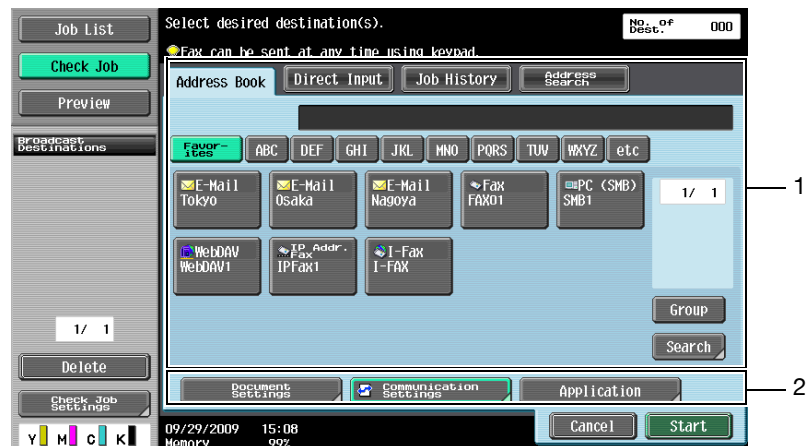 Job List
Check Job
Preview
Broadcast
Destinations
1/ 1
Delete
Check Job
Settings
Y M C K
Select desired destination(s).
No. of
Dest. 000
Fax can be sent at any time using keypad.
Address Book Direct Input Job History Address
Search
Favor-
ites ABC DEF GHI JKL MNO PQRS TUV WXYZ etc
E-Mail
Tokyo
E-Mail
Osaka
E-Mail
Nagoya
Fax
FAX01
PC (SMB)
SMB1
1/ 1
WebDAV
WebDAV1
IP Addr.
Fax
IPFax1
I-Fax
I-FAX
Group
Search
Document
Settings
Communication
Settings
Application
09/29/2009 15:08
Memory 99%
Cancel Start
1
2